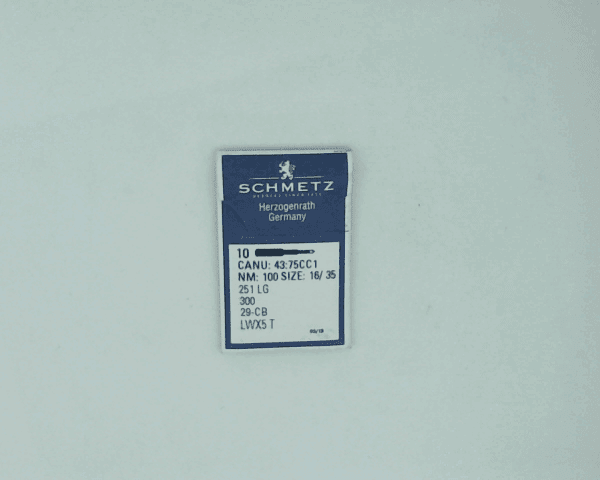 SCHMETZ
Herzogenrath
Germany
10
CANU: 43:75CC1
NM: 100 SIZE: 16/ 35
251 LG
300
29-CB
LWX5 T